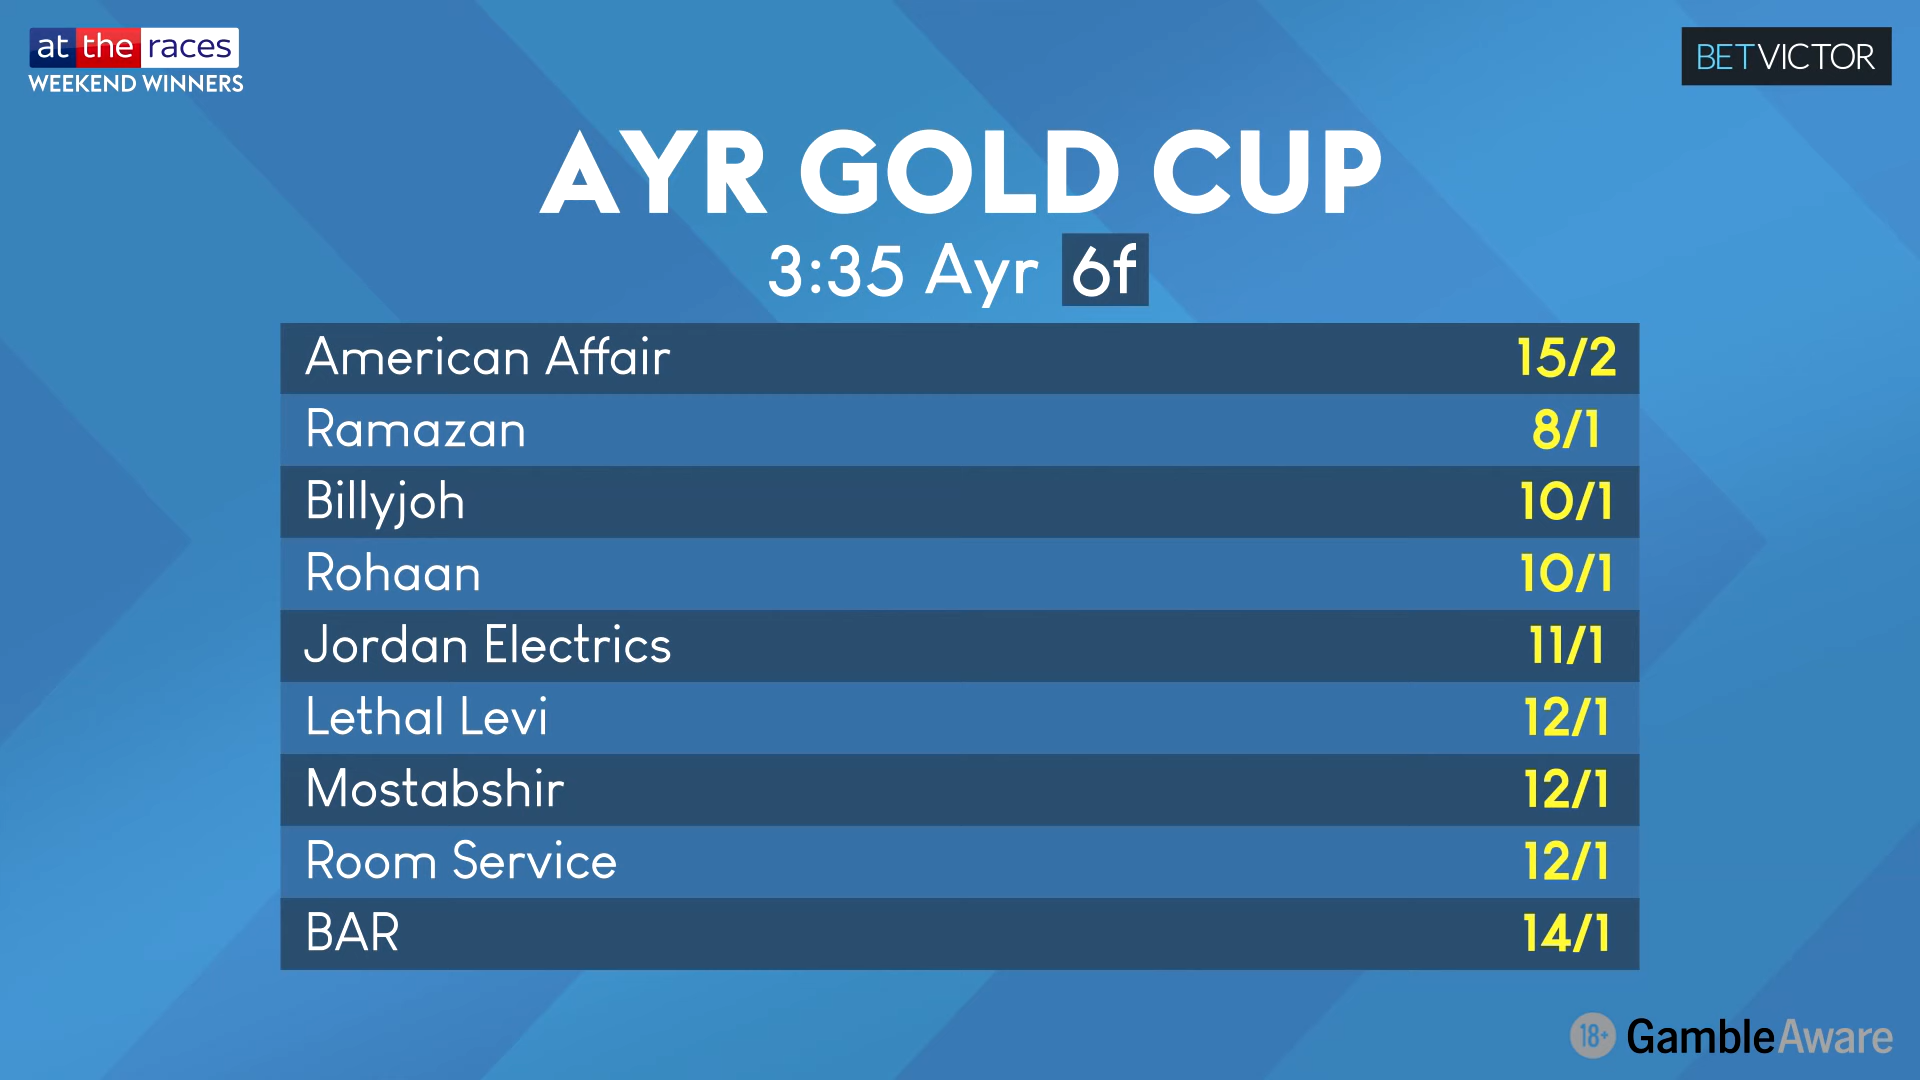 at the races
WEEKEND WINNERS
BETVICTOR
AYR GOLD CUP
3:35 Ayr 6f
American Affair 15/2
Ramazan 8/1
Billyjoh 10/1
Rohaan 10/1
Jordan Electrics 11/1
Lethal Levi 12/1
Mostabshir 12/1
Room Service 12/1
BAR 14/1
18+ GambleAware